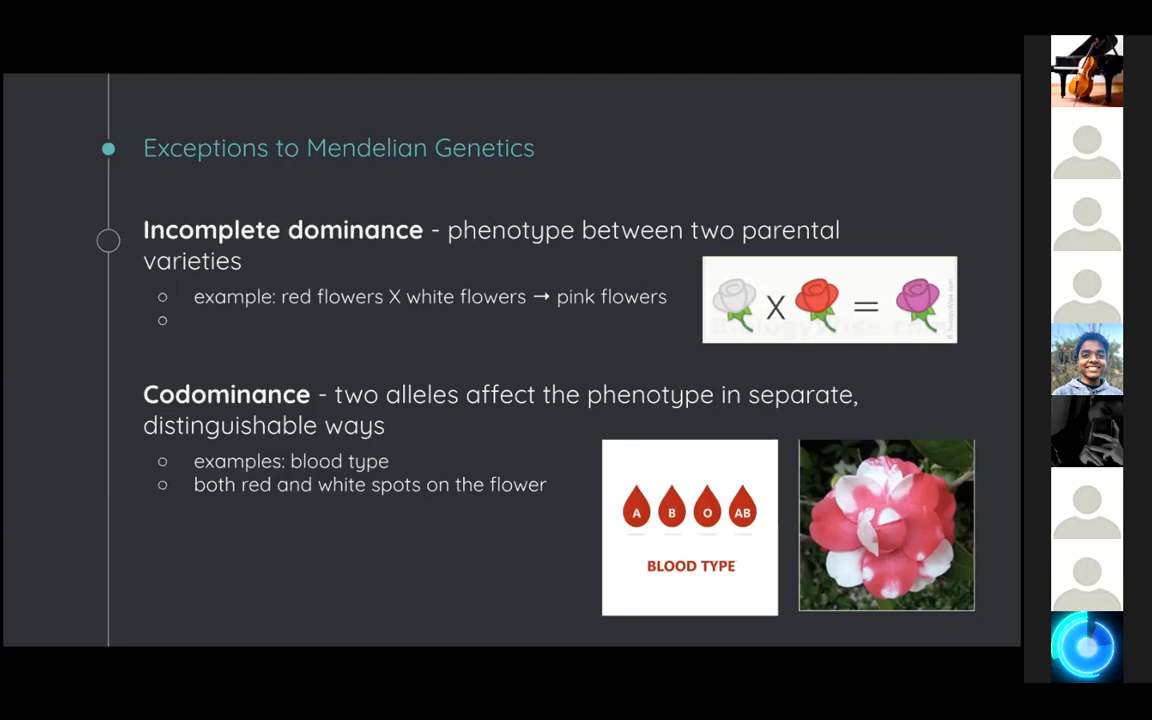 Exceptions to Mendelian Genetics
Incomplete dominance - phenotype between two parental
varieties
example: red flowers X white flowers → pink flowers
X =
Codominance - two alleles affect the phenotype in separate,
distinguishable ways
examples: blood type
both red and white spots on the flower
A B O AB
BLOOD TYPE